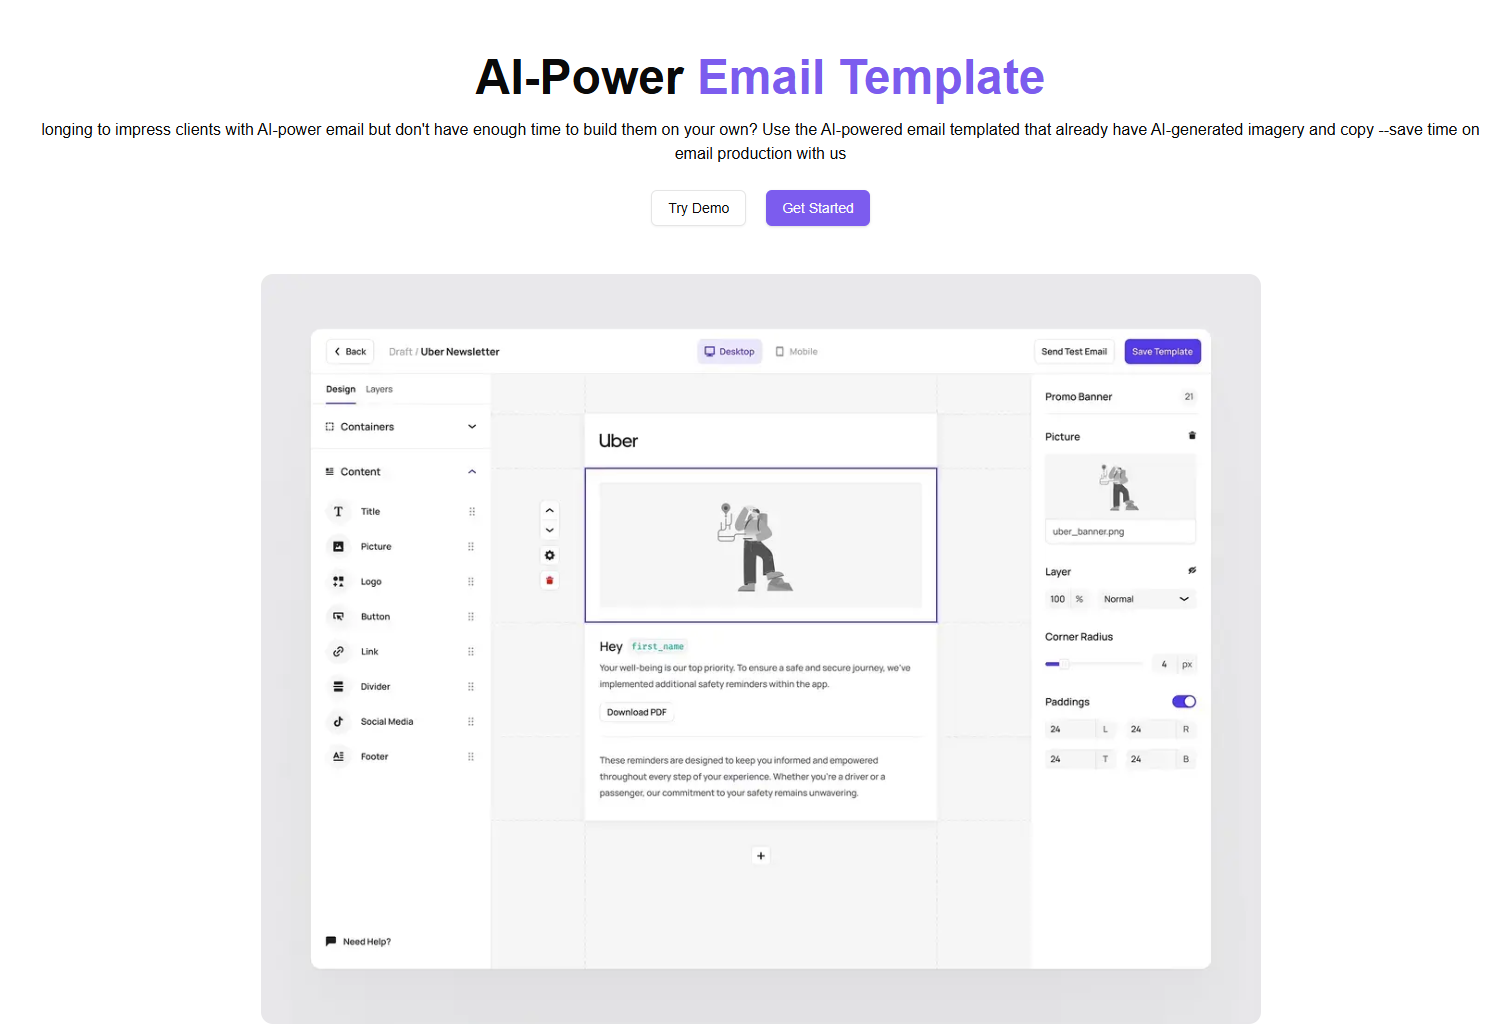 AI-Power Email Template
longing to impress clients with AI-power email but don't have enough time to build them on your own? Use the AI-powered email templated that already have AI-generated imagery and copy --save time on
email production with us
Try Demo
Get Started
Back
Draft / Uber Newsletter
Desktop
Mobile
Send Test Email
Save Template
Design
Layers
Containers
Content
Title
Picture
Logo
Button
Link
Divider
Social Media
Footer
Need Help?
Uber
Hey first_name
Your well-being is our top priority. To ensure a safe and secure journey, we've
implemented additional safety reminders within the app.
Download PDF
These reminders are designed to keep you informed and empowered
throughout every step of your experience. Whether you're a driver or a
passenger, our commitment to your safety remains unwavering.
+
Promo Banner
21
Picture
uber_banner.png
Layer
100 %
Normal
Corner Radius
4 px
Paddings
24 L
24 R
24 T
24 B